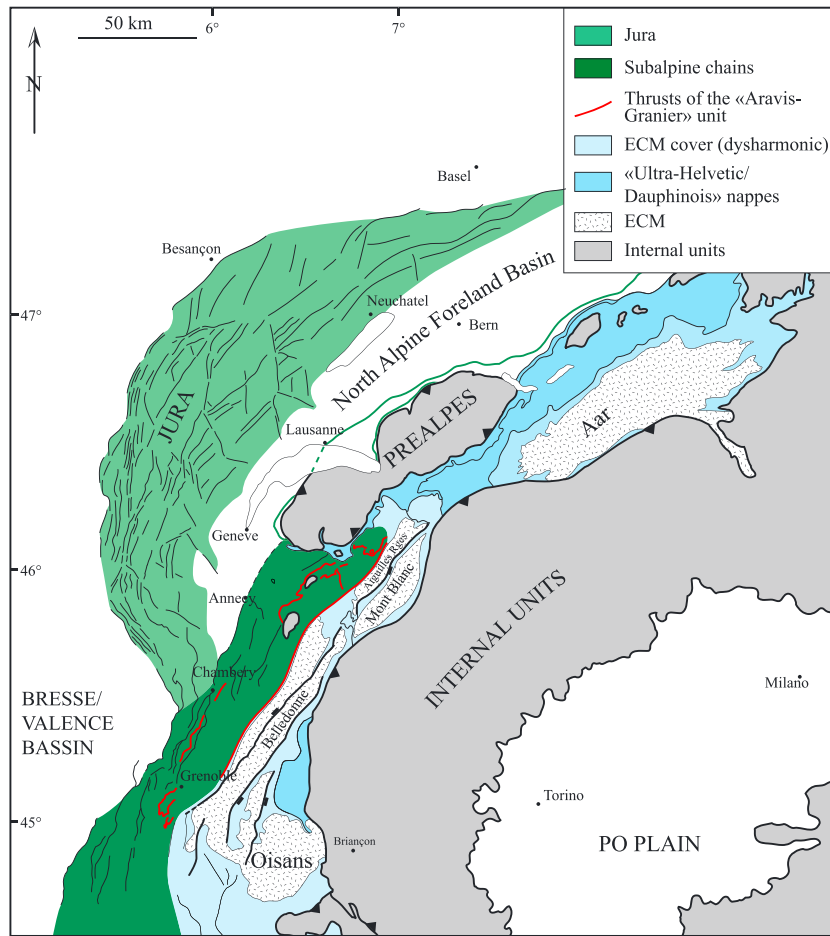 50 km
6°
7°
N
Jura
Subalpine chains
Thrusts of the «Aravis-
Granier» unit
ECM cover (dysharmonic)
«Ultra-Helvetic/
Dauphinois» nappes
ECM
Internal units
Basel
Besançon
Neuchatel
North Alpine Foreland Basin
47°
Bern
JURA
Lausanne
PREALPES
Aar
Geneve
46°
Aiguilles Rges
Annecy
Mont Blanc
INTERNAL UNITS
Chambery
Milano
BRESSE/
VALENCE
BASSIN
Belledonne
Grenoble
45°
Torino
Oisans
Briançon
PO PLAIN